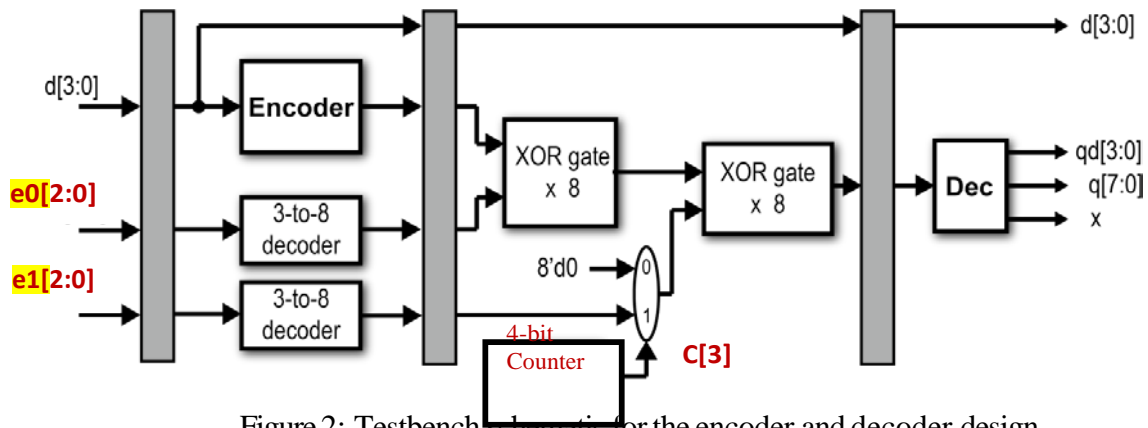 d[3:0]
d[3:0]
Encoder
XOR gate
x 8
XOR gate
x 8
Dec
qd[3:0]
q[7:0]
x
e0[2:0]
3-to-8
decoder
8'd0
0
e1[2:0]
3-to-8
decoder
1
4-bit
Counter
C[3]
Figure 2: Testbench for the encoder and decoder design